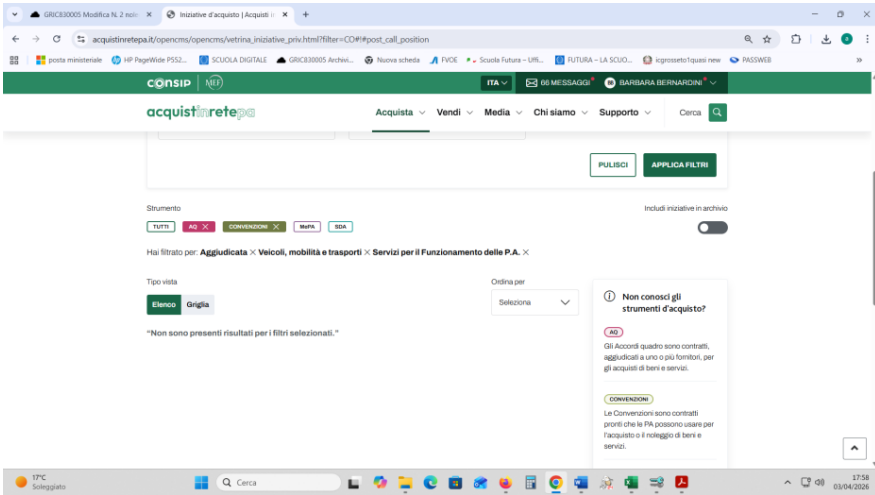 GRIC830005 Modifica N. 2 nole
Iniziative d'acquisto | Acquisti i
acquistinretepa.it/opencms/opencms/vetrina_iniziative_priv.html?filter=CO#!#post_call_position
posta ministeriale HP PageWide P552... SCUOLA DIGITALE GRIC830005 Archivi... Nuova scheda FVOE Scuola Futura – Uffi... FUTURA – LA SCUO... icgrosseto1quasi new PASSWEB »
consip MEF ITA 66 MESSAGGI BARBARA BERNARDINI
acquistinretepa Acquista Vendi Media Chi siamo Supporto Cerca
PULISCI APPLICA FILTRI
Strumento Includi iniziative in archivio
TUTTI AQ CONVENZIONI MePA SDA
Hai filtrato per: Aggiudicata Veicoli, mobilità e trasporti Servizi per il Funzionamento delle P.A.
Tipo vista Ordina per
Elenco Griglia Seleziona
"Non sono presenti risultati per i filtri selezionati."
Non conosci gli
strumenti d'acquisto?
AQ
Gli Accordi quadro sono contratti,
aggiudicati a uno o più fornitori, per
gli acquisti di beni e servizi.
CONVENZIONI
Le Convenzioni sono contratti
pronti che le PA possono usare per
l'acquisto o il noleggio di beni e
servizi.
17°C
Soleggiato
Cerca
17:58
03/04/2026